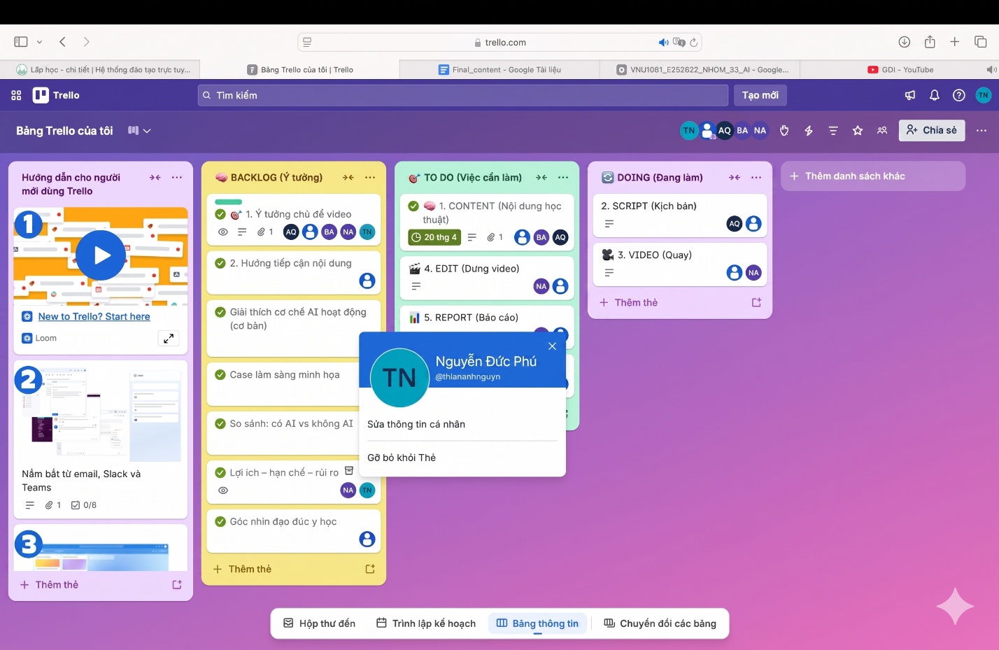 trello.com
Lấp học - chi tiết | Hệ thống đão tạo trực tuy...
Bảng Trello của tôi | Trello
Final_content - Google Tài liệu
VNU1081_E252622_NHOM_33_AI - Google...
GDI - YouTube
Trello
Tìm kiếm
Tạo mới
TN
Bảng Trello của tôi
TN
AQ
BA
NA
Chia sẻ
Hướng dẫn cho người
mới dùng Trello
1
New to Trello? Start here
Loom
2
Nắm bắt từ email, Slack và
Teams
1
0/6
3
Thêm thẻ
BACKLOG (Ý tưởng)
1. Ý tưởng chủ để video
1
AQ
BA
NA
TN
2. Hướng tiếp cận nội dung
Giải thích cơ chế AI hoạt động
(cơ bản)
Case làm sàng minh họa
So sánh: có AI vs không AI
Lợi ich – hạn chế – rủi ro
NA
TN
Góc nhìn đạo đúc y học
Thêm thẻ
TO DO (Việc cần làm)
1. CONTENT (Nội dung học
thuật)
20 thg 4
1
BA
AQ
4. EDIT (Dưng video)
NA
5. REPORT (Báo cáo)
TN
Nguyễn Đức Phú
@thlananhnguyn
Sửa thông tin cá nhân
Gỡ bỏ khỏi Thẻ
DOING (Đang làm)
2. SCRIPT (Kịch bản)
AQ
3. VIDEO (Quay)
NA
Thêm thẻ
Thêm danh sách khác
Hộp thư đến
Trình lập kế hoạch
Bảng thông tin
Chuyển đổi các bảng